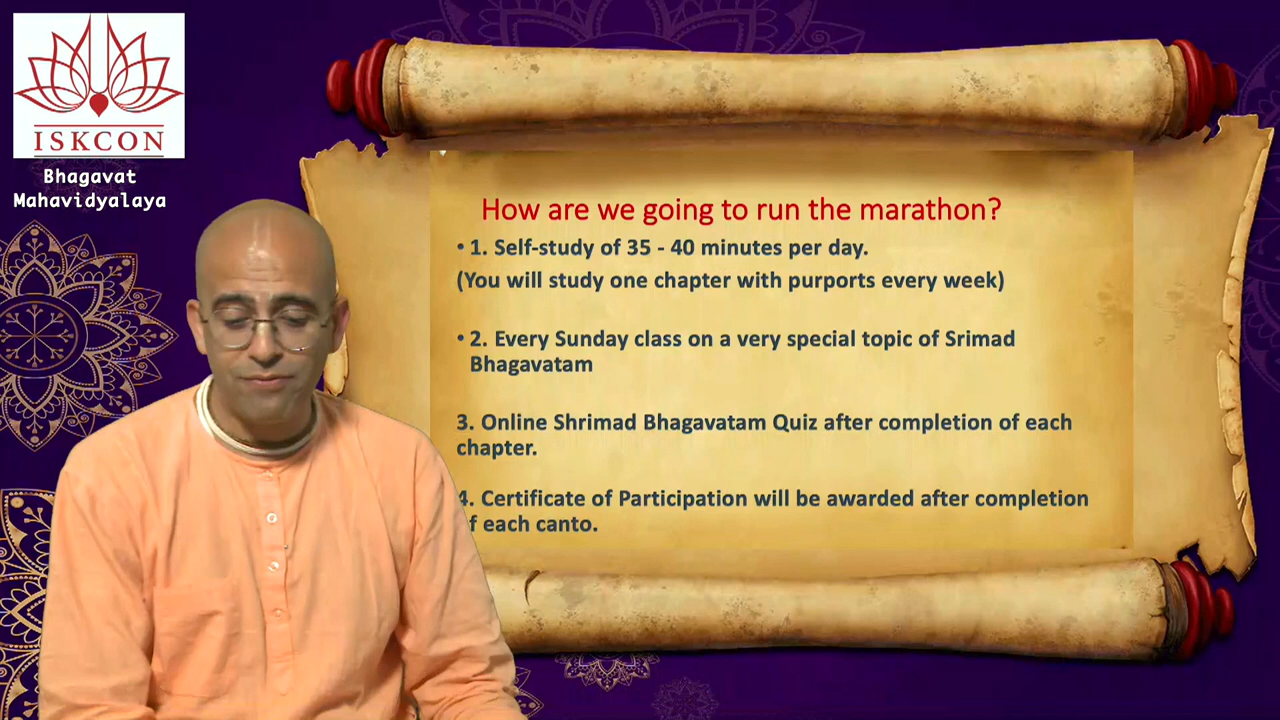 ISKCON
Bhagavat
Mahavidyalaya
How are we going to run the marathon?
• 1. Self-study of 35 - 40 minutes per day.
(You will study one chapter with purports every week)
• 2. Every Sunday class on a very special topic of Srimad
Bhagavatam
3. Online Shrimad Bhagavatam Quiz after completion of each
chapter.
4. Certificate of Participation will be awarded after completion
f each canto.